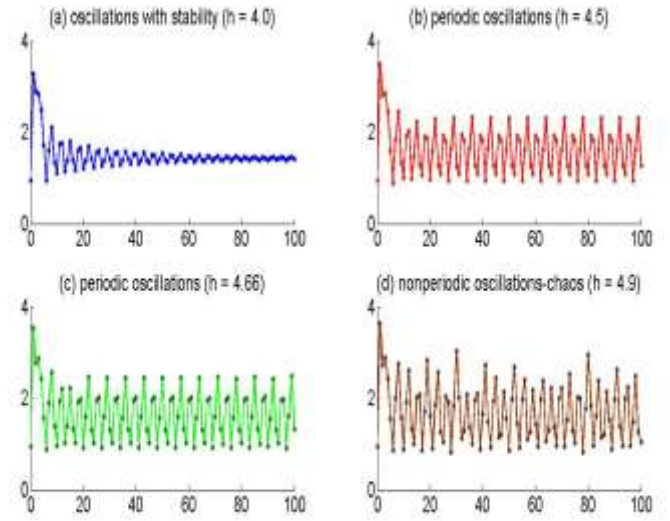 (a) oscillations with stability (h = 4.0)
(b) periodic oscillations (h = 4.5)
4
2
0
0 20 40 60 80 100
4
2
0
0 20 40 60 80 100
(c) periodic oscillations (h = 4.66)
(d) nonperiodic oscillations-chaos (h = 4.9)
4
2
0
0 20 40 60 80 100
4
2
0
0 20 40 60 80 100